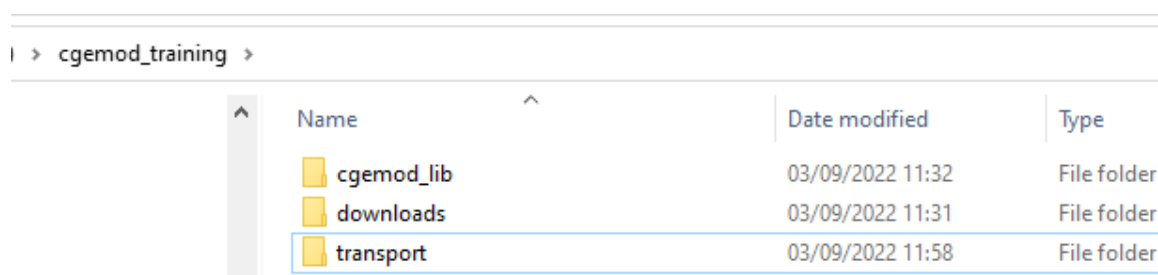 > cgemod_training >
Name Date modified Type
cgemod_lib 03/09/2022 11:32 File folder
downloads 03/09/2022 11:31 File folder
transport 03/09/2022 11:58 File folder